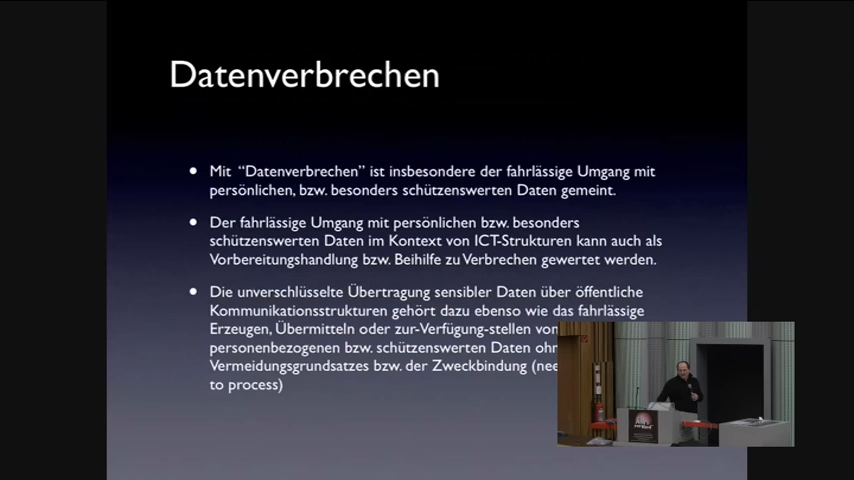 Datenverbrechen
• Mit “Datenverbrechen” ist insbesondere der fahrlässige Umgang mit
persönlichen, bzw. besonders schützenswerten Daten gemeint.
• Der fahrlässige Umgang mit persönlichen bzw. besonders
schützenswerten Daten im Kontext von ICT-Strukturen kann auch als
Vorbereitungshandlung bzw. Beihilfe zu Verbrechen gewertet werden.
• Die unverschlüsselte Übertragung sensibler Daten über öffentliche
Kommunikationsstrukturen gehört dazu ebenso wie das fahrlässige
Erzeugen, Übermitteln oder zur-Verfügung-stellen von
personenbezogenen bzw. schützenswerten Daten
Vermeidungsgrundsatzes bzw. der Zweckbindung
to process)